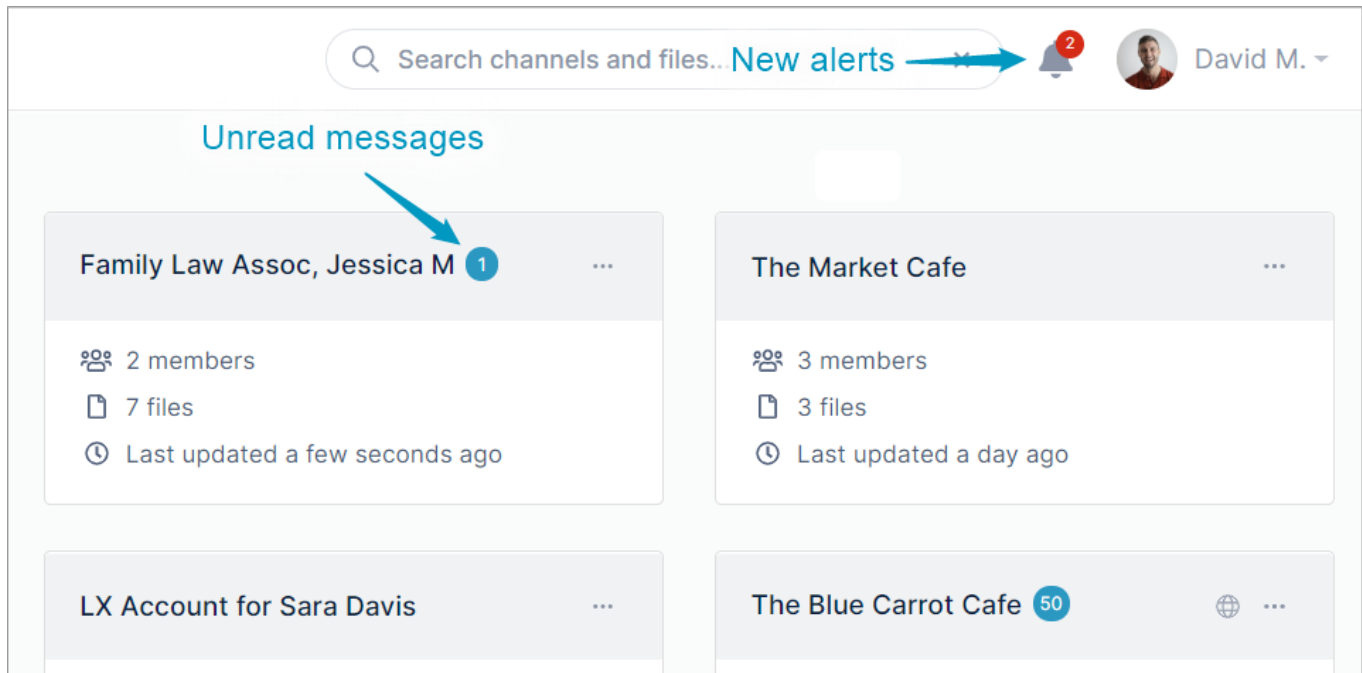 Search channels and files...
New alerts
2
David M.
Unread messages
Family Law Assoc, Jessica M 1
2 members
7 files
Last updated a few seconds ago
The Market Cafe
3 members
3 files
Last updated a day ago
LX Account for Sara Davis
The Blue Carrot Cafe 50